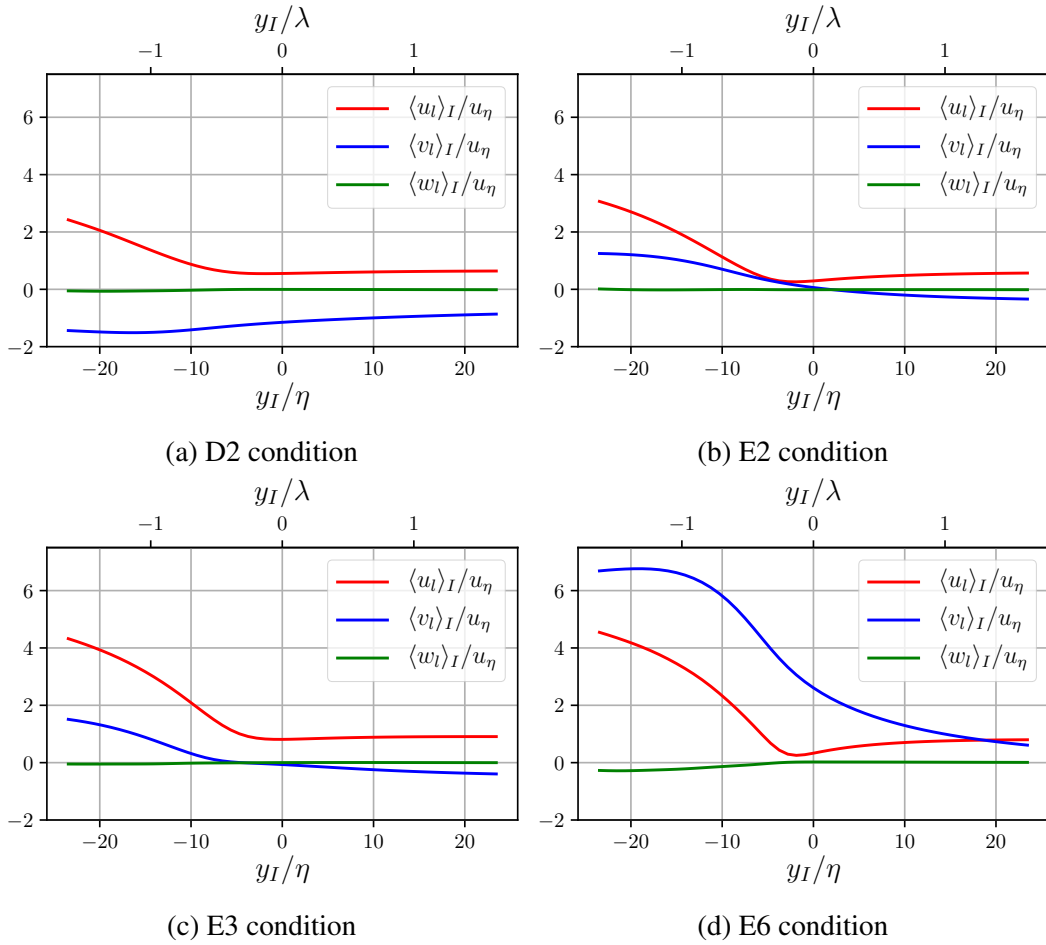 y_I/λ
−1 0 1
6
4
2
0
−2
⟨u_l⟩_I/u_η
⟨v_l⟩_I/u_η
⟨w_l⟩_I/u_η
−20 −10 0 10 20
y_I/η
(a) D2 condition
y_I/λ
−1 0 1
6
4
2
0
−2
⟨u_l⟩_I/u_η
⟨v_l⟩_I/u_η
⟨w_l⟩_I/u_η
−20 −10 0 10 20
y_I/η
(b) E2 condition
y_I/λ
−1 0 1
6
4
2
0
−2
⟨u_l⟩_I/u_η
⟨v_l⟩_I/u_η
⟨w_l⟩_I/u_η
−20 −10 0 10 20
y_I/η
(c) E3 condition
y_I/λ
−1 0 1
6
4
2
0
−2
⟨u_l⟩_I/u_η
⟨v_l⟩_I/u_η
⟨w_l⟩_I/u_η
−20 −10 0 10 20
y_I/η
(d) E6 condition